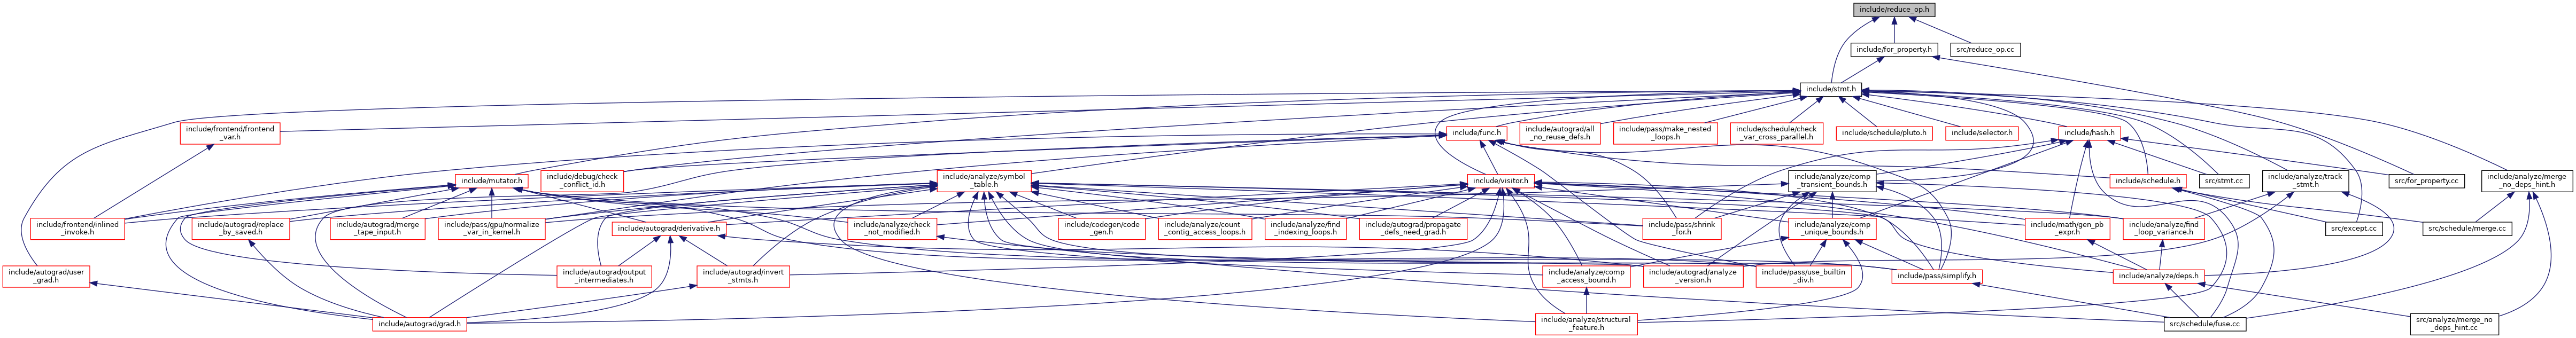 include/reduce_op.h
include/for_property.h
src/reduce_op.cc
include/stmt.h
include/frontend/frontend
_var.h
include/func.h
include/autograd/all
_no_reuse_defs.h
include/pass/make_nested
_loops.h
include/schedule/check
_var_cross_parallel.h
include/schedule/pluto.h
include/selector.h
include/hash.h
include/mutator.h
include/debug/check
_conflict_id.h
include/analyze/symbol
_table.h
include/visitor.h
include/analyze/comp
_transient_bounds.h
include/schedule.h
src/stmt.cc
include/analyze/track
_stmt.h
src/for_property.cc
include/analyze/merge
_no_deps_hint.h
include/frontend/inlined
_invoke.h
include/autograd/replace
_by_saved.h
include/autograd/merge
_tape_input.h
include/pass/gpu/normalize
_var_in_kernel.h
include/autograd/derivative.h
include/analyze/check
_not_modified.h
include/codegen/code
_gen.h
include/analyze/count
_contig_access_loops.h
include/analyze/find
_indexing_loops.h
include/autograd/propagate
_defs_need_grad.h
include/pass/shrink
_for.h
include/analyze/comp
_unique_bounds.h
include/math/gen_pb
_expr.h
include/analyze/find
_loop_variance.h
src/except.cc
src/schedule/merge.cc
include/autograd/user
_grad.h
include/autograd/output
_intermediates.h
include/autograd/invert
_stmts.h
include/analyze/comp
_access_bound.h
include/autograd/analyze
_version.h
include/pass/use_builtin
_div.h
include/pass/simplify.h
include/analyze/deps.h
include/autograd/grad.h
include/analyze/structural
_feature.h
src/schedule/fuse.cc
src/analyze/merge_no
_deps_hint.cc